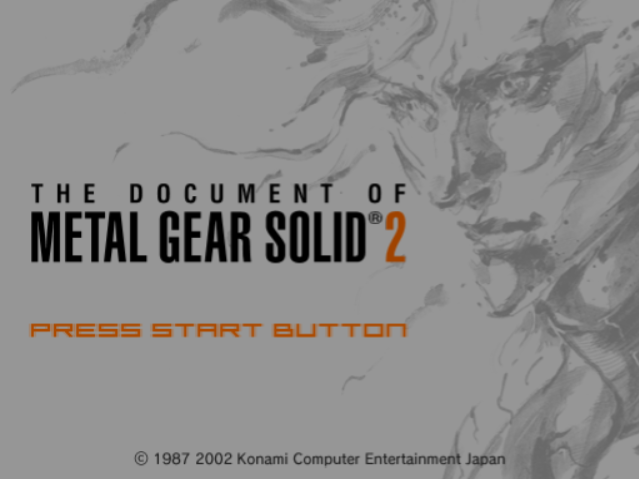 THE DOCUMENT OF
METAL GEAR SOLID® 2
PRESS START BUTTON
© 1987 2002 Konami Computer Entertainment Japan